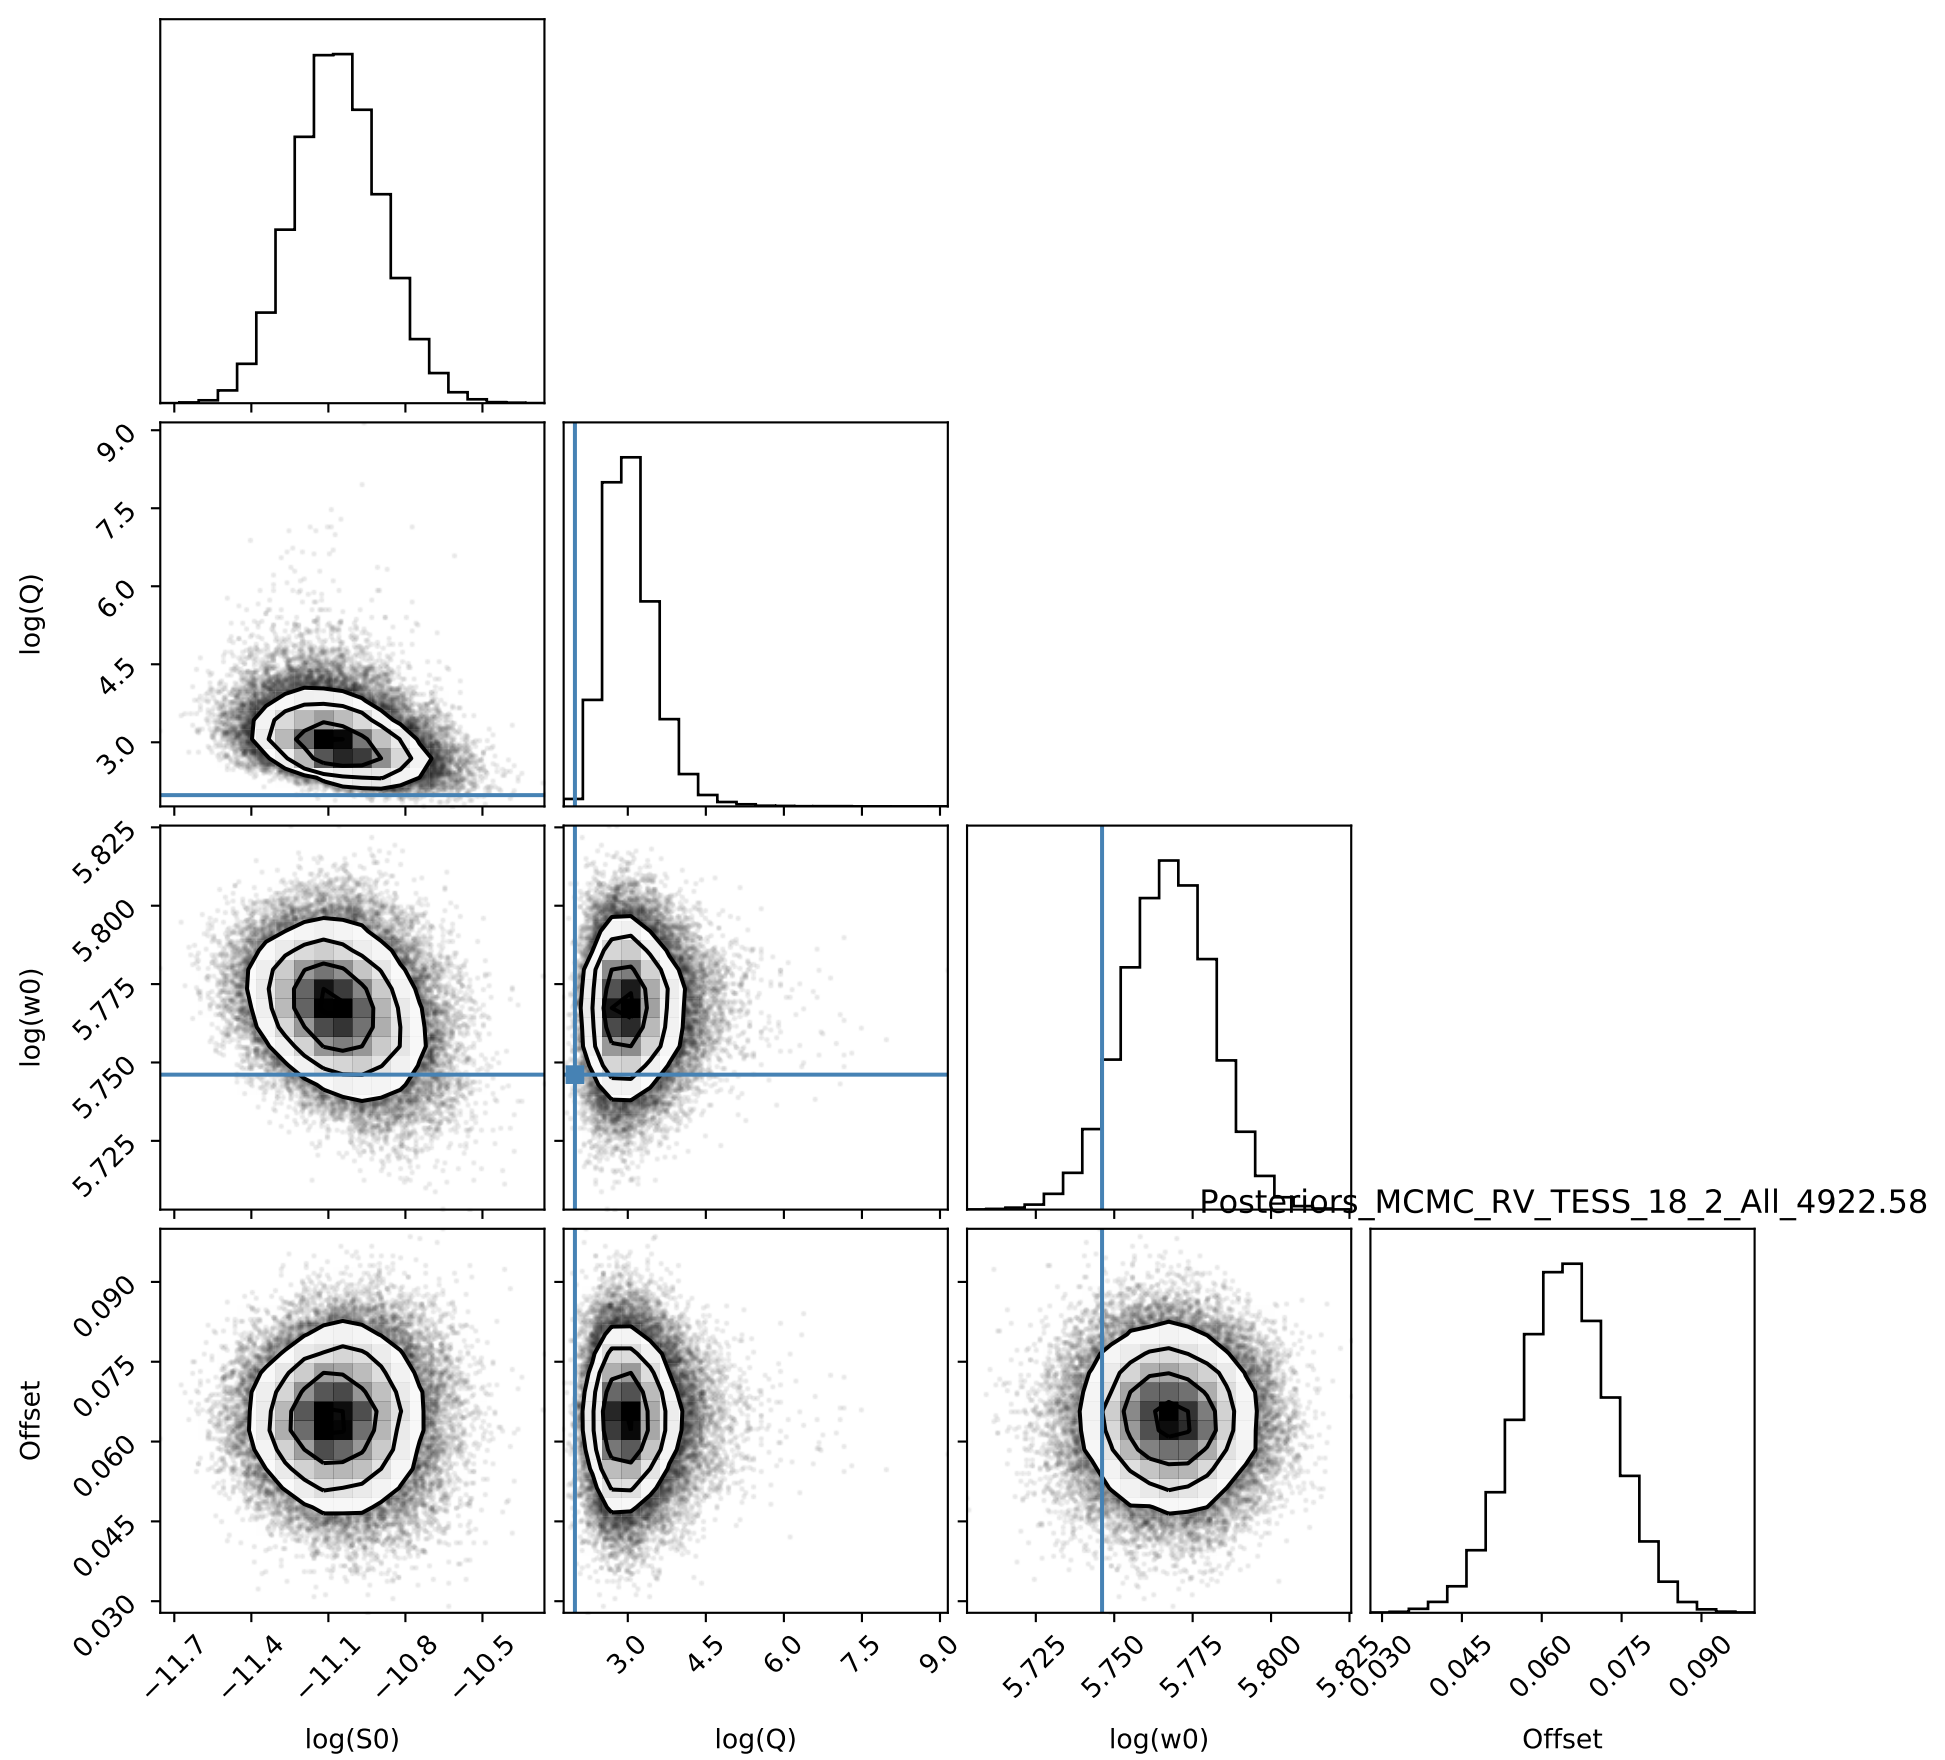 9.0
7.5
6.0
4.5
3.0
log(Q)
5.825
5.800
5.775
5.750
5.725
log(w0)
Posteriors_MCMC_RV_TESS_18_2_All_4922.58
0.090
0.075
0.060
0.045
0.030
Offset
−11.7 −11.4 −11.1 −10.8 −10.5 3.0 4.5 6.0 7.5 9.0 5.725 5.750 5.775 5.800 5.825 0.030 0.045 0.060 0.075 0.090
log(S0) log(Q) log(w0) Offset